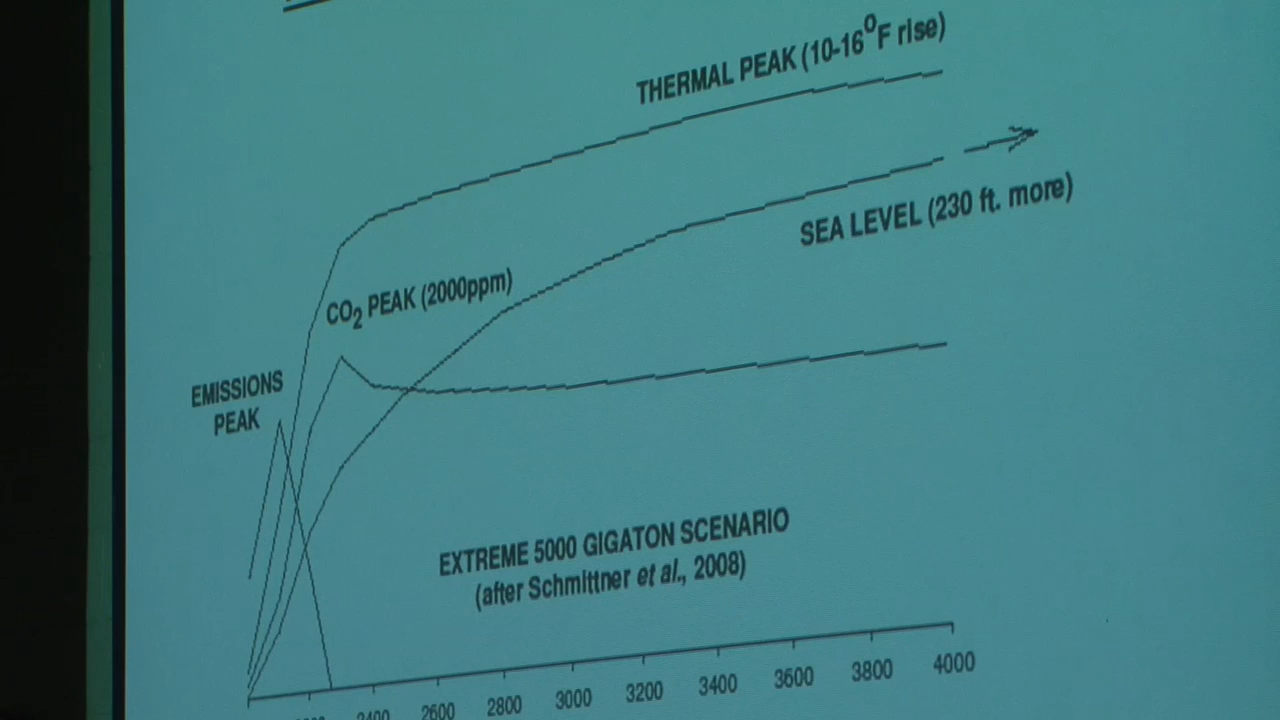 THERMAL PEAK (10-16°F rise)
SEA LEVEL (230 ft. more)
CO₂ PEAK (2000ppm)
EMISSIONS
PEAK
EXTREME 5000 GIGATON SCENARIO
(after Schmittner et al., 2008)
2400 2600 2800 3000 3200 3400 3600 3800 4000